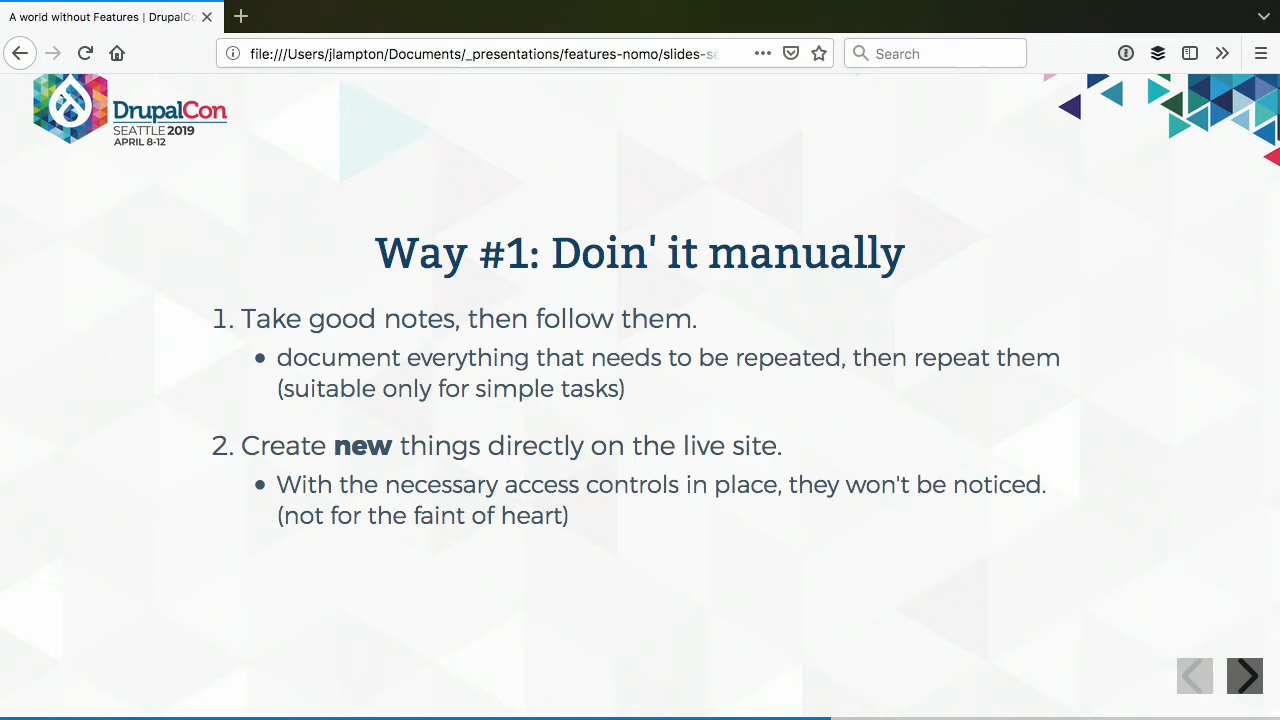 A world without Features | DrupalCo
file:///Users/jlampton/Documents/_presentations/features-nomo/slides-se
Search
DrupalCon
SEATTLE 2019
APRIL 8-12
Way #1: Doin' it manually
1. Take good notes, then follow them.
• document everything that needs to be repeated, then repeat them
(suitable only for simple tasks)
2. Create new things directly on the live site.
• With the necessary access controls in place, they won't be noticed.
(not for the faint of heart)